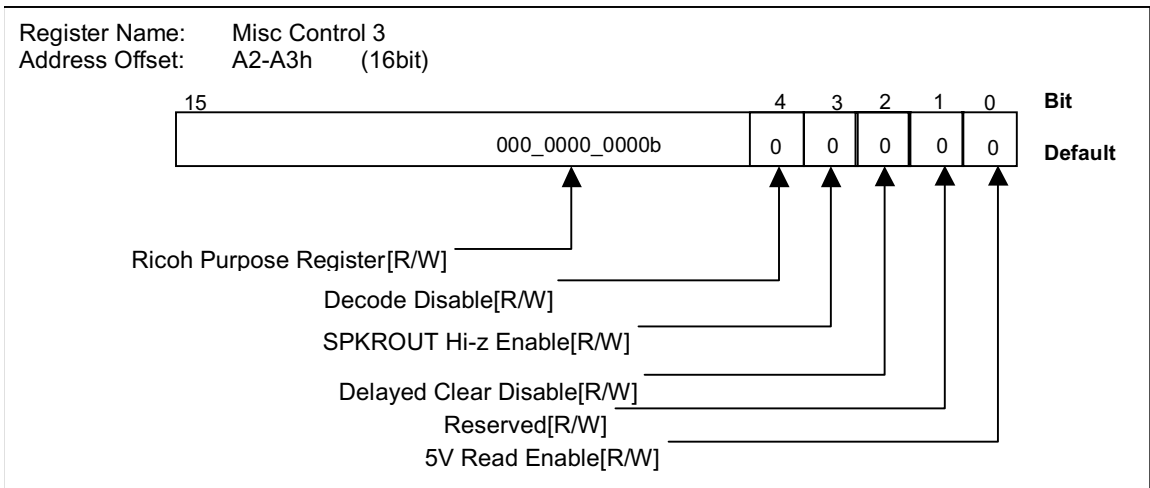 Register Name: Misc Control 3
Address Offset: A2-A3h (16bit)
15 4 3 2 1 0 Bit
000_0000_0000b 0 0 0 0 0 Default
Ricoh Purpose Register[R/W]
Decode Disable[R/W]
SPKROUT Hi-z Enable[R/W]
Delayed Clear Disable[R/W]
Reserved[R/W]
5V Read Enable[R/W]